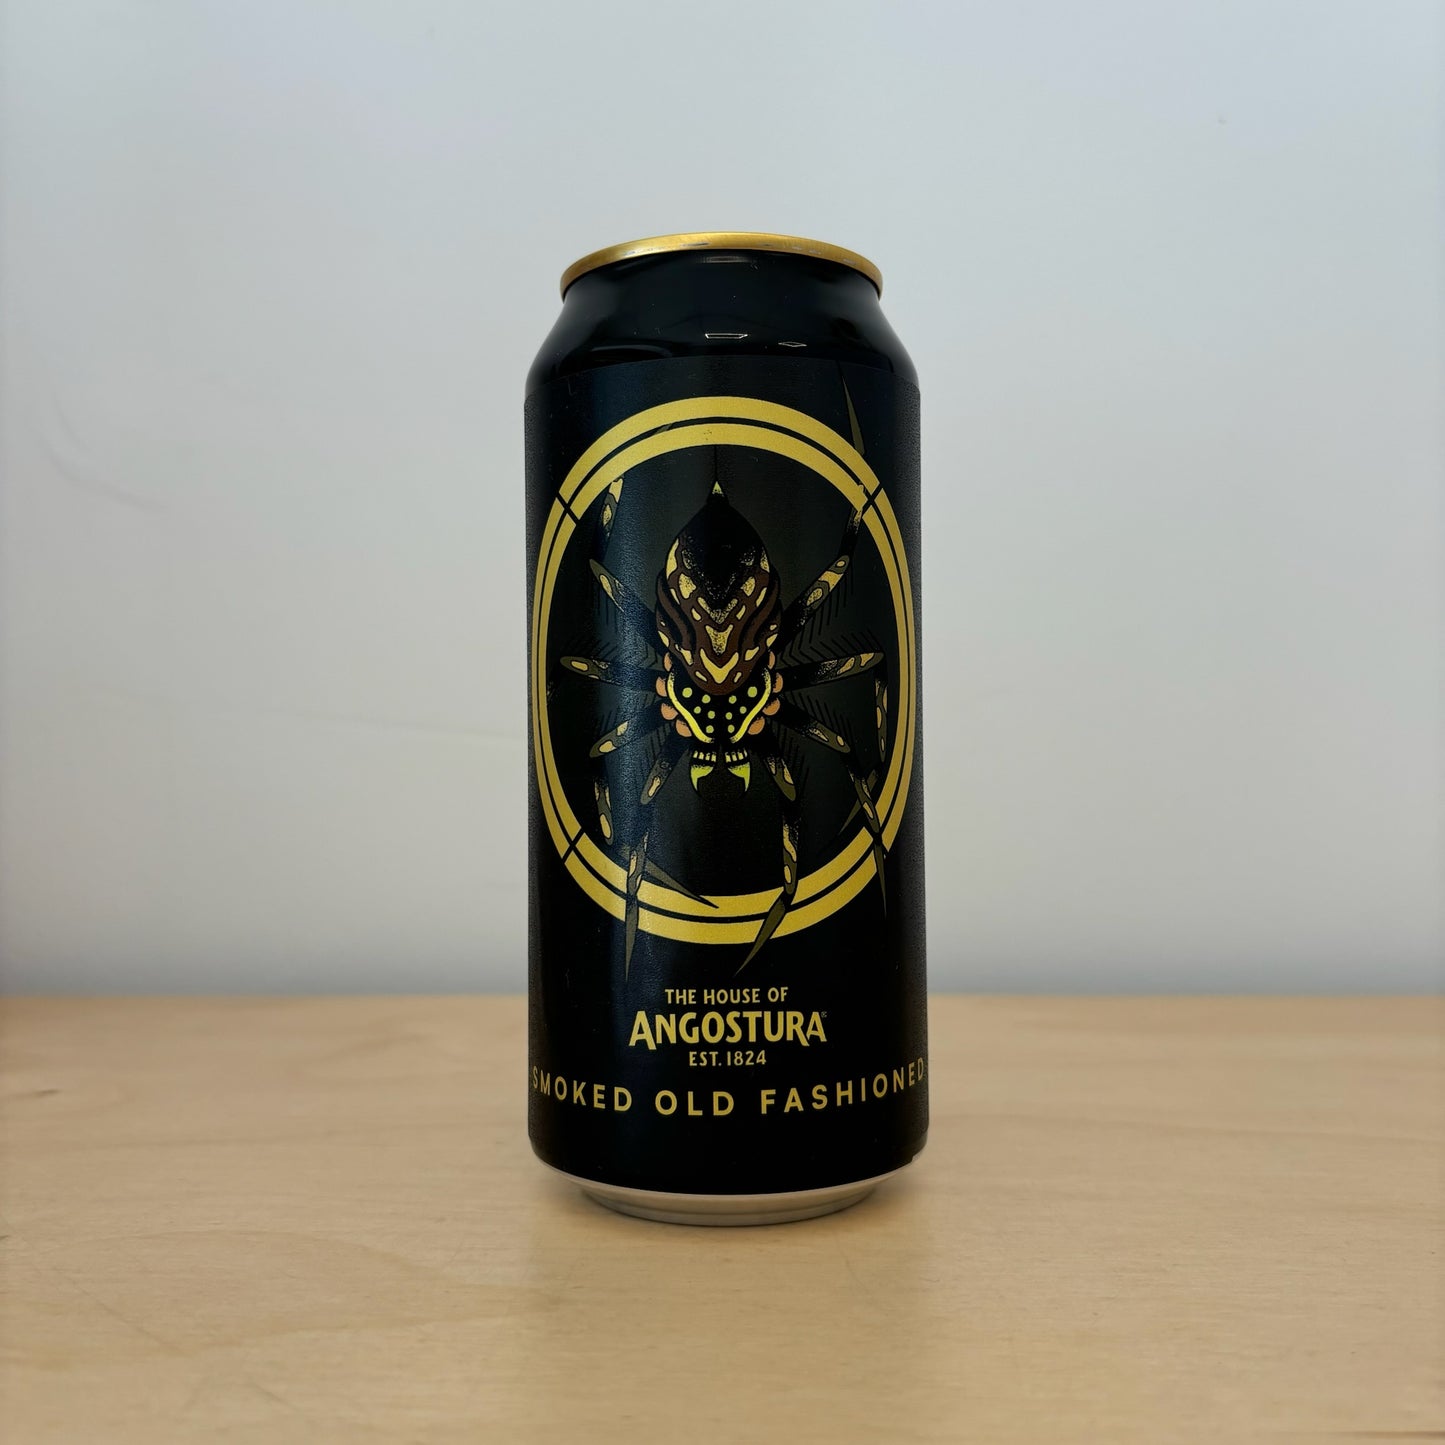 THE HOUSE OF
ANGOSTURA®
EST. 1824
SMOKED OLD FASHIONED